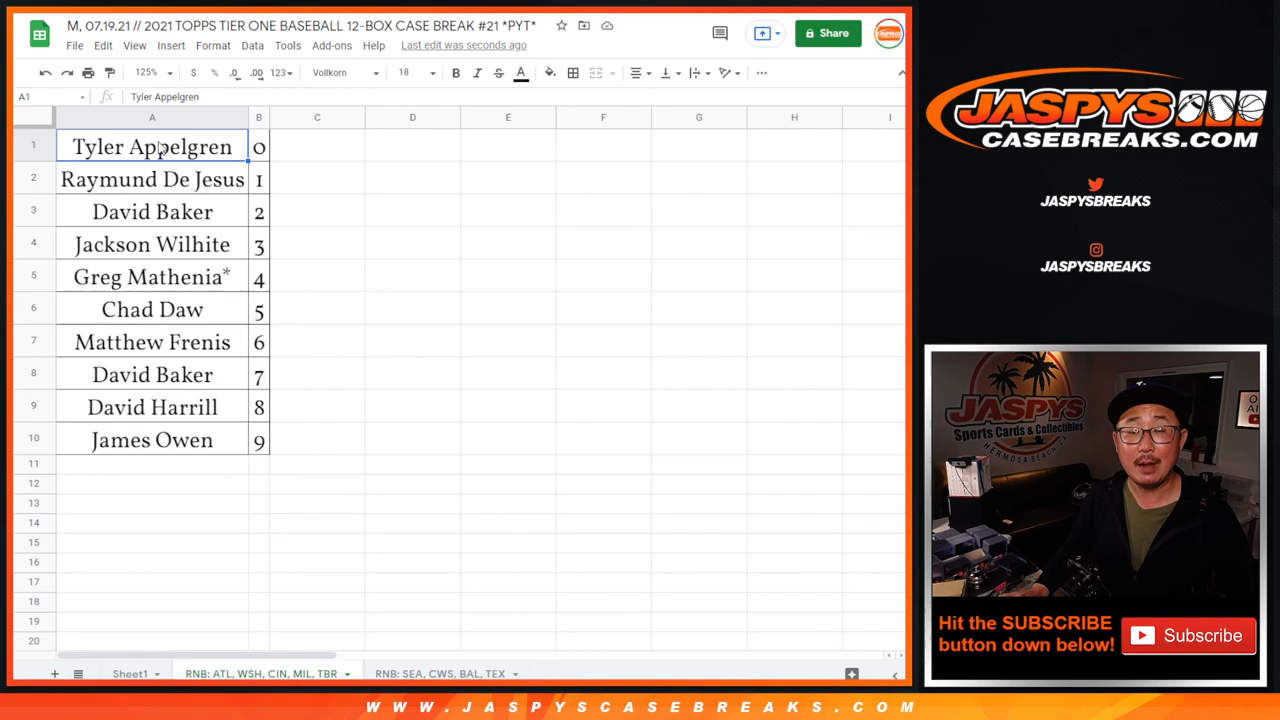 M, 07.19.21 // 2021 TOPPS TIER ONE BASEBALL 12-BOX CASE BREAK #21 *PYT*
File Edit View Insert Format Data Tools Add-ons Help Last edit was seconds ago
Share
125% $ % .0 .00 123 Vollkorn 18 B I S A
A1 fx Tyler Appelgren
A B C D E F G H I
1 Tyler Appelgren 0
2 Raymund De Jesus 1
3 David Baker 2
4 Jackson Wilhite 3
5 Greg Mathenia* 4
6 Chad Daw 5
7 Matthew Frenis 6
8 David Baker 7
9 David Harrill 8
10 James Owen 9
11
12
13
14
15
16
17
18
19
20
Sheet1 RNB: ATL, WSH, CIN, MIL, TBR RNB: SEA, CWS, BAL, TEX
JASPYS
CASEBREAKS.COM
JASPYSBREAKS
JASPYSBREAKS
JASPYS
Sports Cards & Collectibles
HERMOSA BEACH, CA
Hit the SUBSCRIBE
button down below!
Subscribe
WWW.JASPYSCASEBREAKS.COM